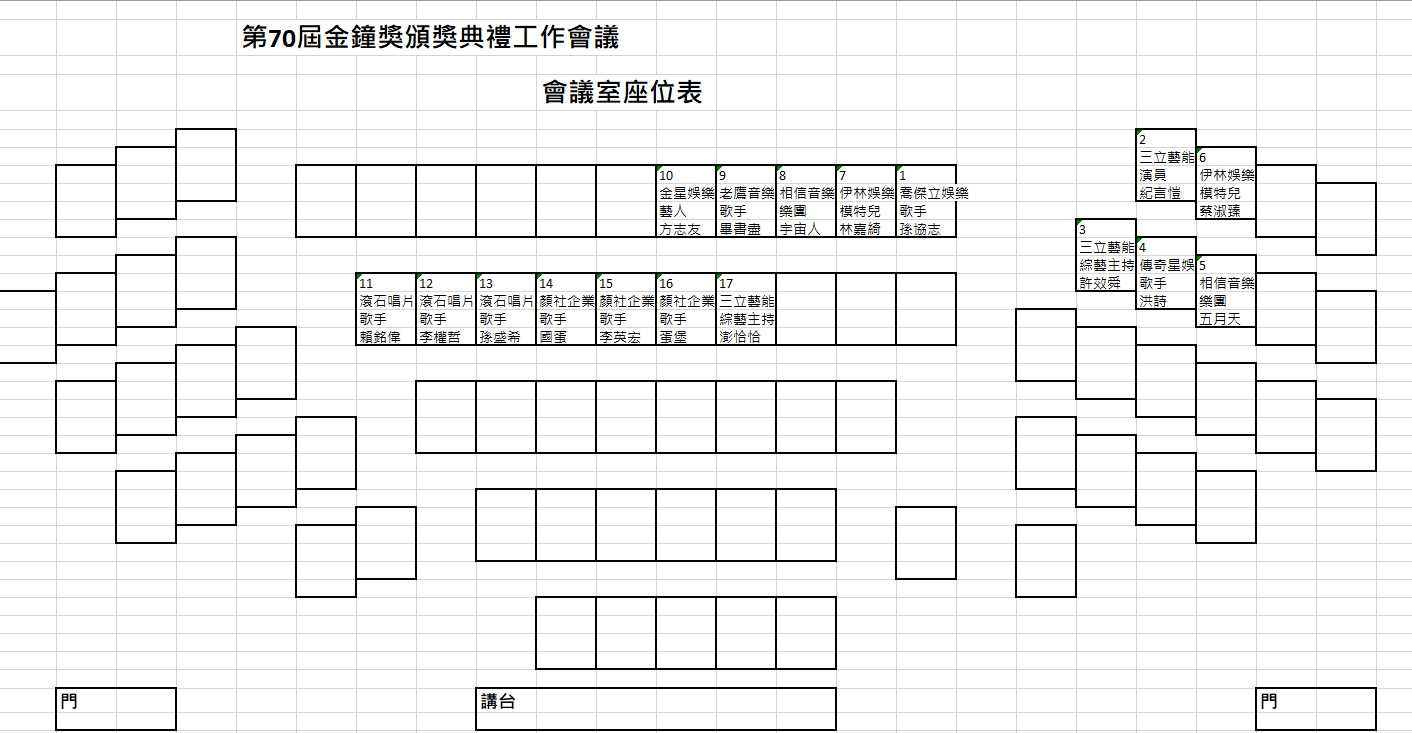 第70屆金鐘獎頒獎典禮工作會議
會議室座位表
2
三立藝能
演員
紀言愷
6
伊林娛樂
模特兒
蔡淑臻
10
金星娛樂
藝人
方志友
9
老鷹音樂
歌手
畢書盡
8
相信音樂
樂團
宇宙人
7
伊林娛樂
模特兒
林嘉綺
1
喬傑立娛樂
歌手
孫協志
3
三立藝能
綜藝主持
許效舜
4
傳奇星娛
歌手
洪詩
5
相信音樂
樂團
五月天
11
滾石唱片
歌手
賴銘偉
12
滾石唱片
歌手
李權哲
13
滾石唱片
歌手
孫盛希
14
顏社企業
歌手
國蛋
15
顏社企業
歌手
李英宏
16
顏社企業
歌手
蛋堡
17
三立藝能
綜藝主持
澎恰恰
門
講台
門